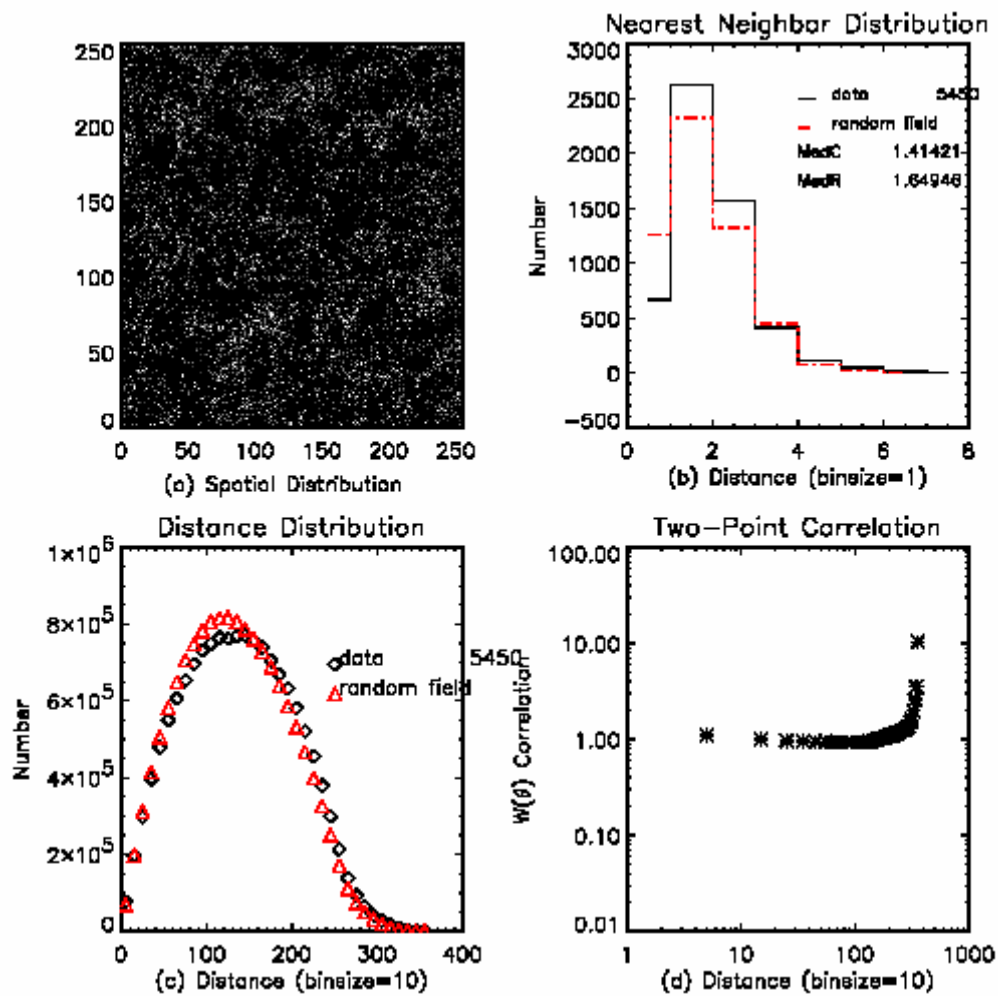 250
200
150
100
50
0
0 50 100 150 200 250
(a) Spatial Distribution
Nearest Neighbar Distribution
3000
2500
2000
1500
1000
500
0
−500
Number
data 5450
random field
MedC 1.41421
MedR 1.64946
0 2 4 6 8
(b) Distance (binsize=1)
Distance Distribution
1×10⁶
8×10⁵
6×10⁵
4×10⁵
2×10⁵
0
Number
data 5450
random field
0 100 200 300 400
(c) Distance (binsize=10)
Two−Point Correlation
100.00
10.00
1.00
0.10
0.01
W(θ) Correlation
1 10 100 1000
(d) Distance (binsize=10)